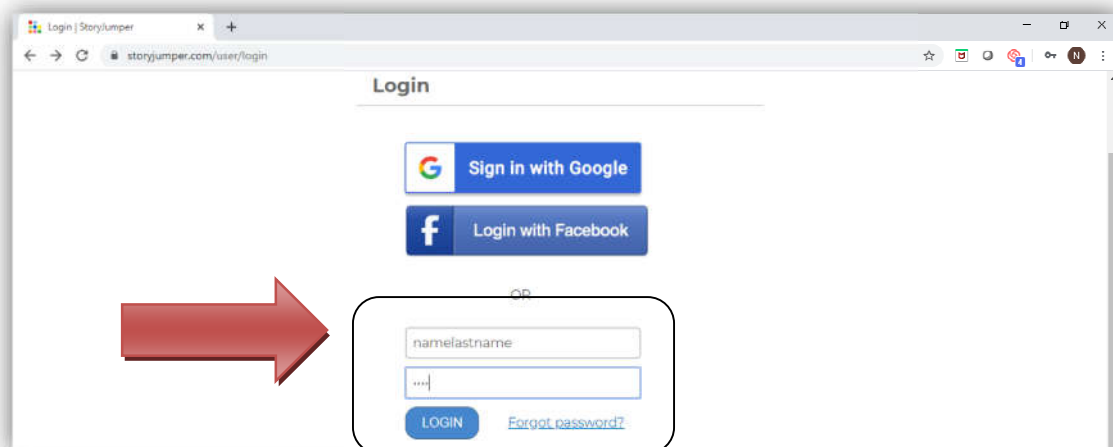 Login | StoryJumper
storyjumper.com/user/login
N
4
Login
G Sign in with Google
f Login with Facebook
OR
namelastname
····
LOGIN Forgot password?